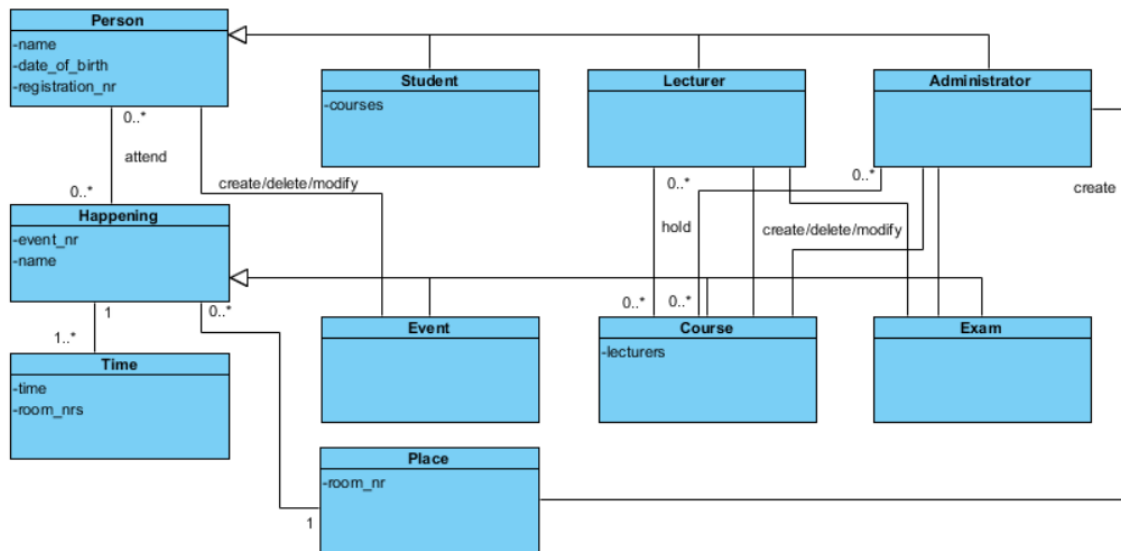 Person
-name
-date_of_birth
-registration_nr
Student
-courses
Lecturer
Administrator
0..*
attend
0..*
create/delete/modify
0..*
hold
0..*
create/delete/modify
create
Happening
-event_nr
-name
1
0..*
1..*
0..*
0..*
Time
-time
-room_nrs
Event
Course
-lecturers
Exam
Place
-room_nr
1